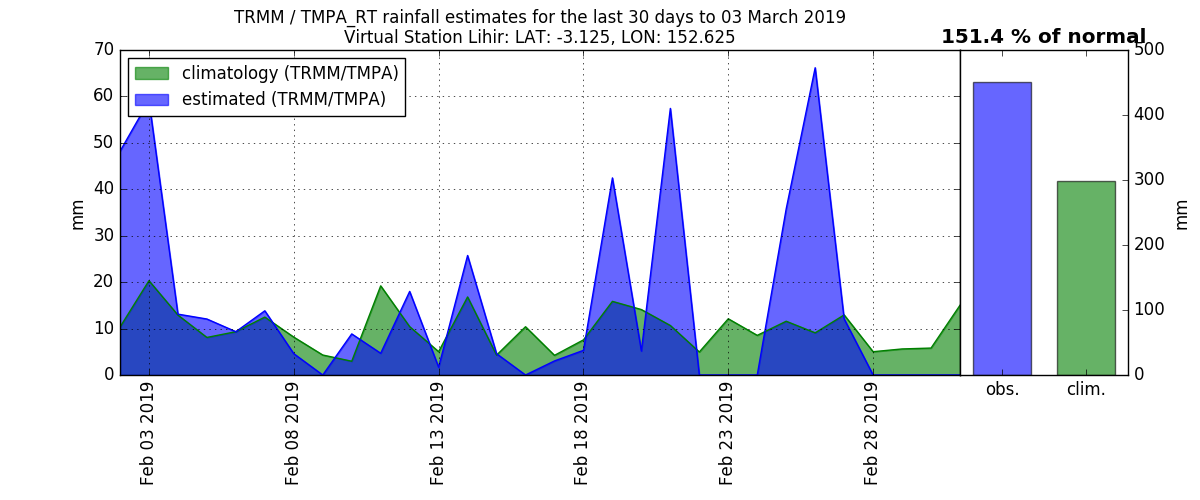 TRMM / TMPA_RT rainfall estimates for the last 30 days to 03 March 2019
Virtual Station Lihir: LAT: -3.125, LON: 152.625
151.4 % of normal
climatology (TRMM/TMPA)
estimated (TRMM/TMPA)
mm
70
60
50
40
30
20
10
0
Feb 03 2019
Feb 08 2019
Feb 13 2019
Feb 18 2019
Feb 23 2019
Feb 28 2019
500
400
300
200
100
0
mm
obs.
clim.